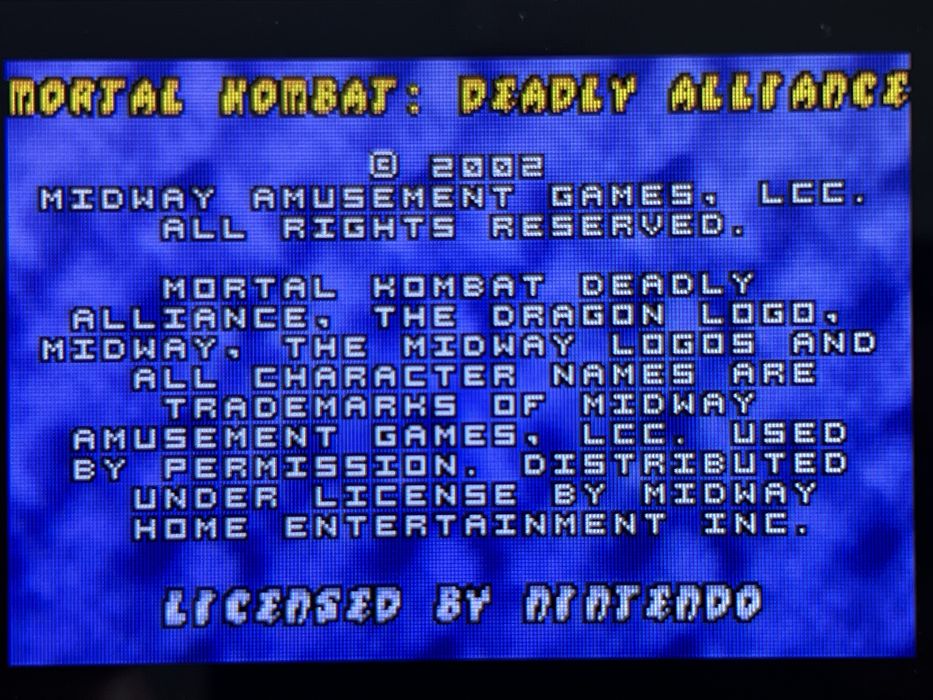 MORTAL KOMBAT: DEADLY ALLIANCE
© 2002
MIDWAY AMUSEMENT GAMES, LCC.
ALL RIGHTS RESERVED.
MORTAL KOMBAT DEADLY
ALLIANCE, THE DRAGON LOGO,
MIDWAY, THE MIDWAY LOGOS AND
ALL CHARACTER NAMES ARE
TRADEMARKS OF MIDWAY
AMUSEMENT GAMES, LCC. USED
BY PERMISSION. DISTRIBUTED
UNDER LICENSE BY MIDWAY
HOME ENTERTAINMENT INC.
LICENSED BY NINTENDO